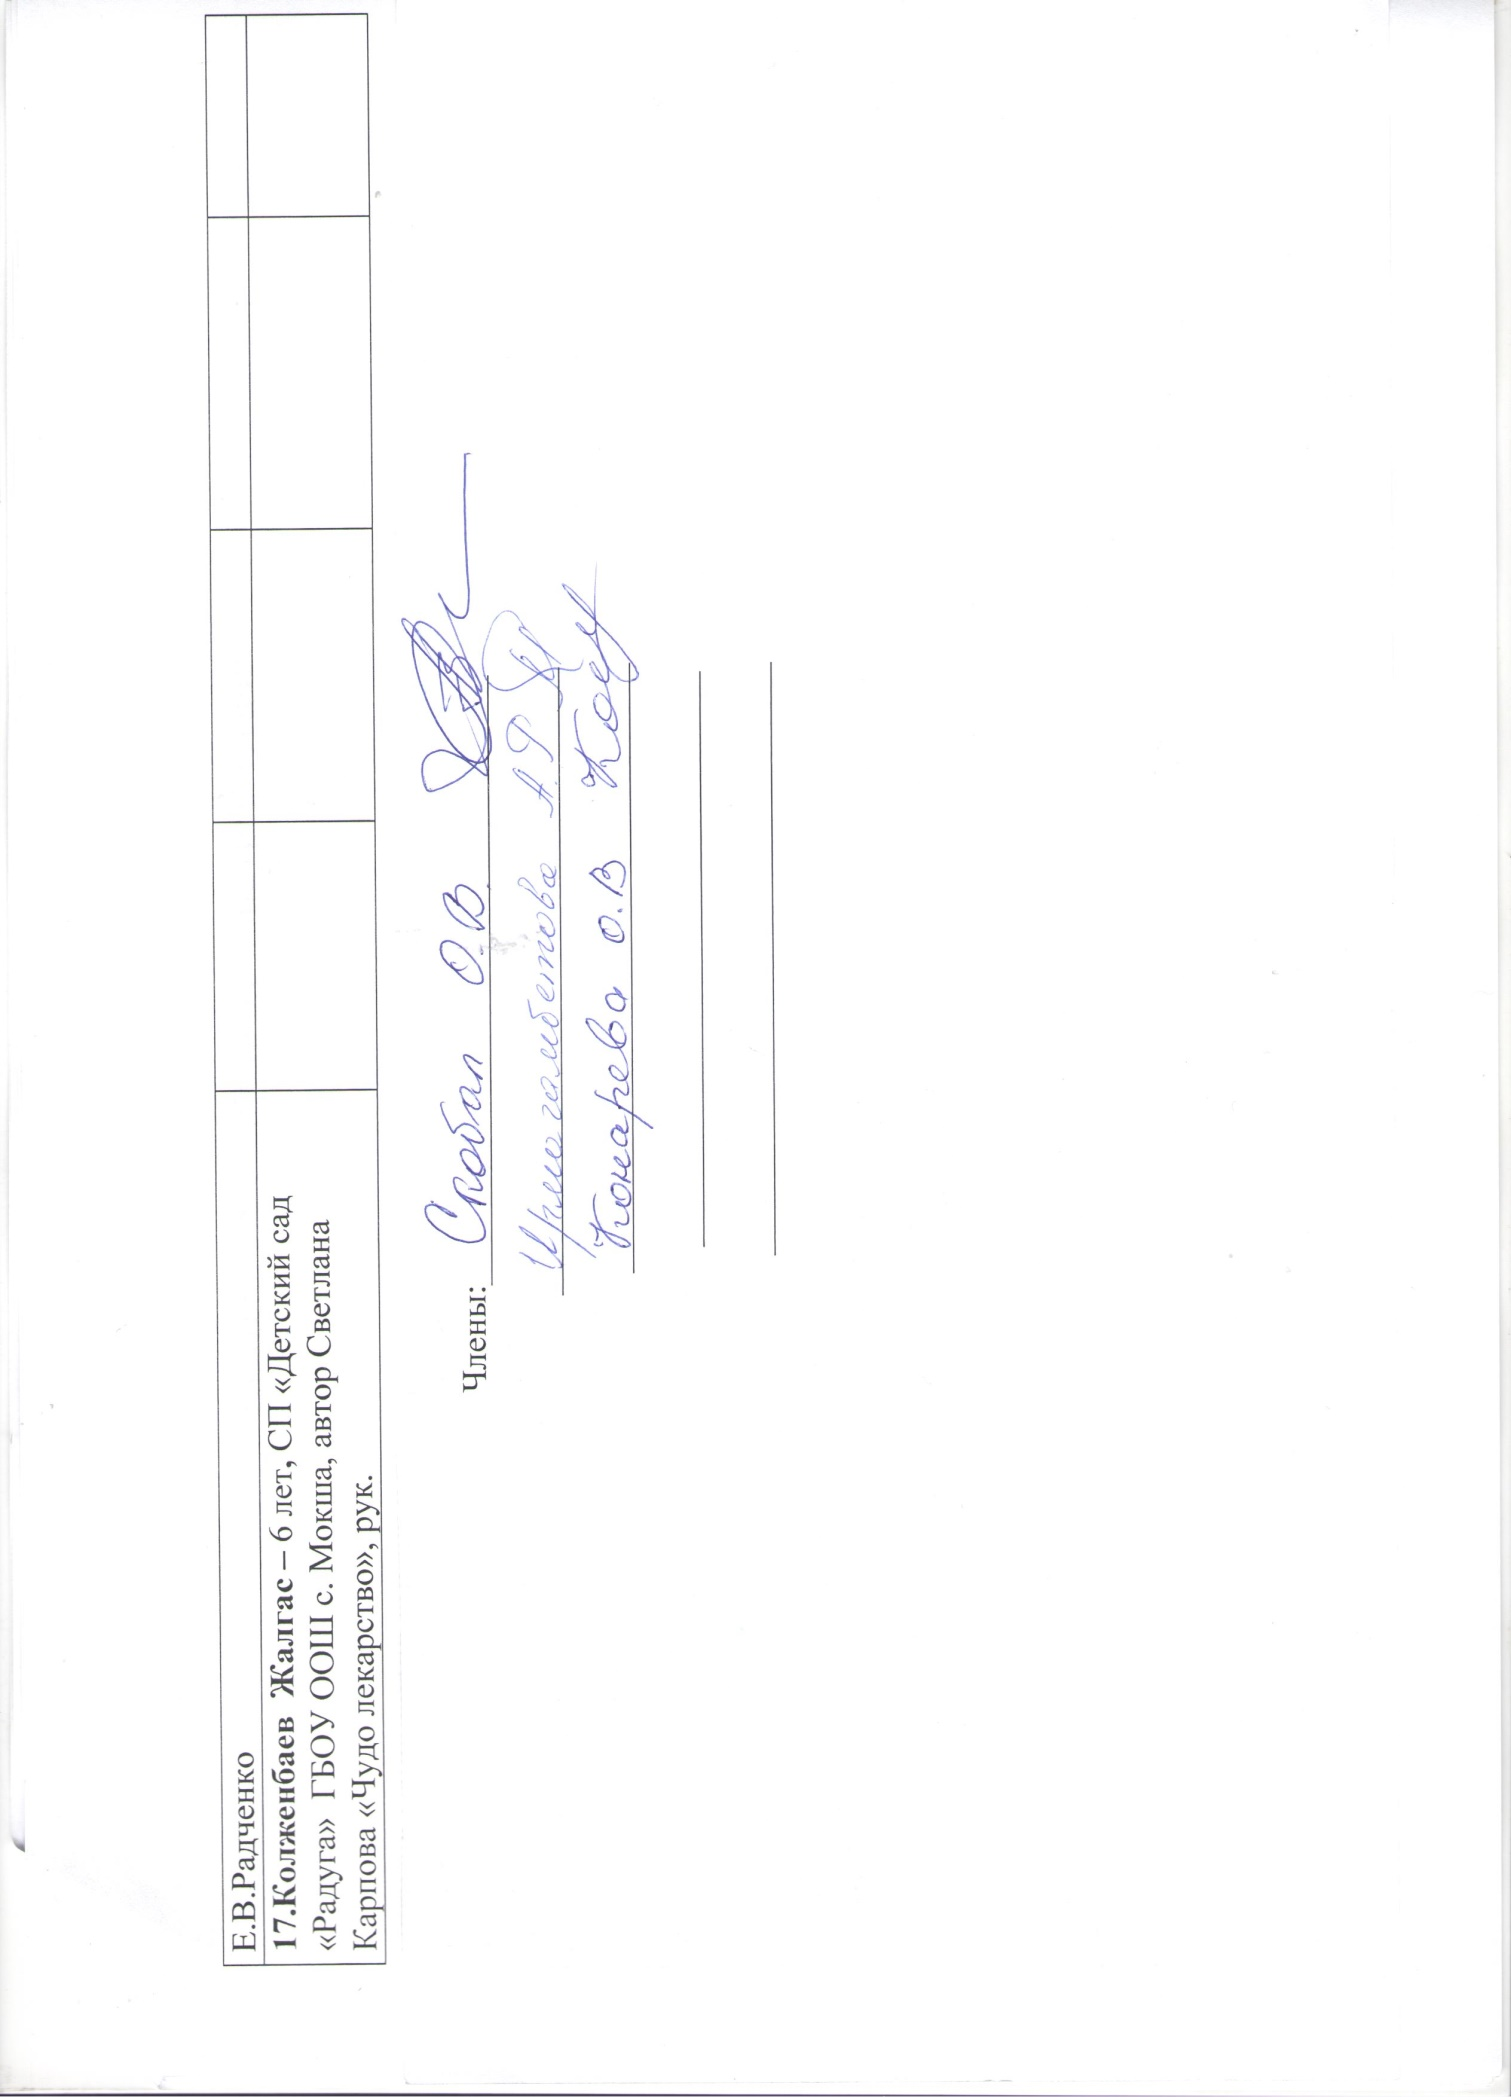 Е.В.Радченко
17.Колженбаев Жалгас – 6 лет, СП «Детский сад
«Радуга» ГБОУ ООШ с. Мокша, автор Светлана
Карпова «Чудо лекарство», рук.
Члены: Скобал О.В.
А.Г
Конарева О.В